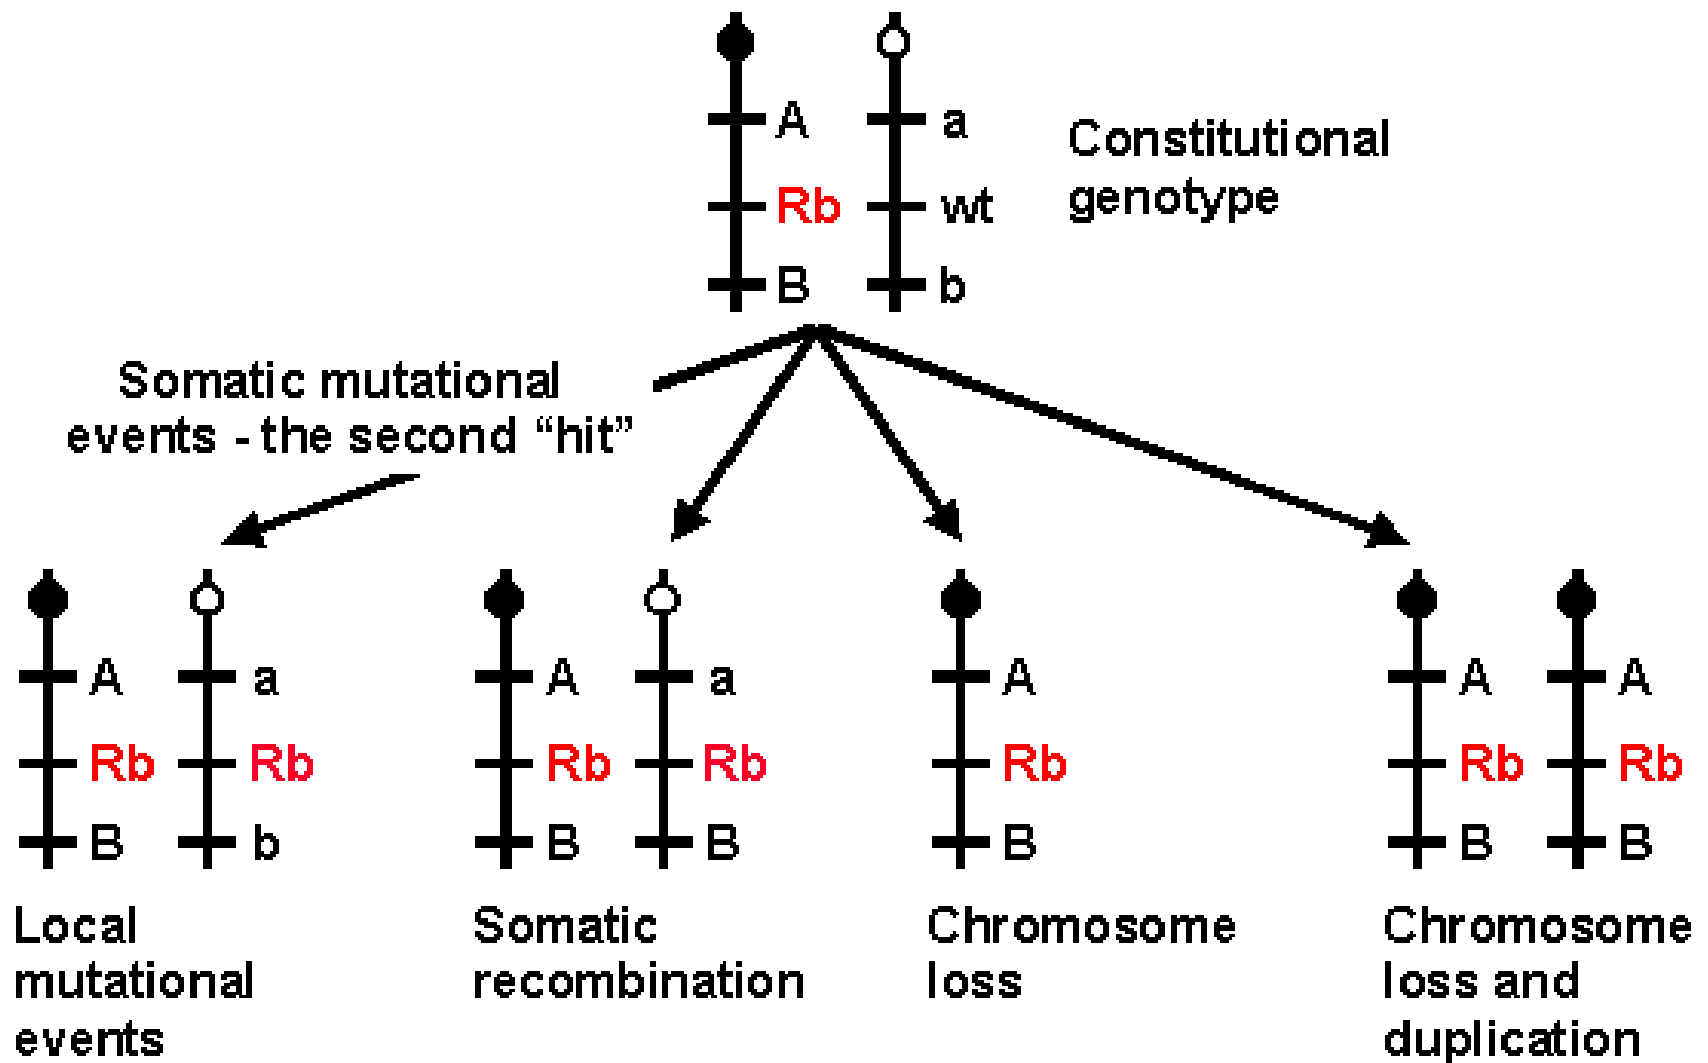 A a
Constitutional
genotype
Rb wt
B b
Somatic mutational
events - the second “hit”
A a A a A A A
Rb Rb Rb Rb Rb Rb Rb
B b B B B B B
Local
mutational
events
Somatic
recombination
Chromosome
loss
Chromosome
loss and
duplication